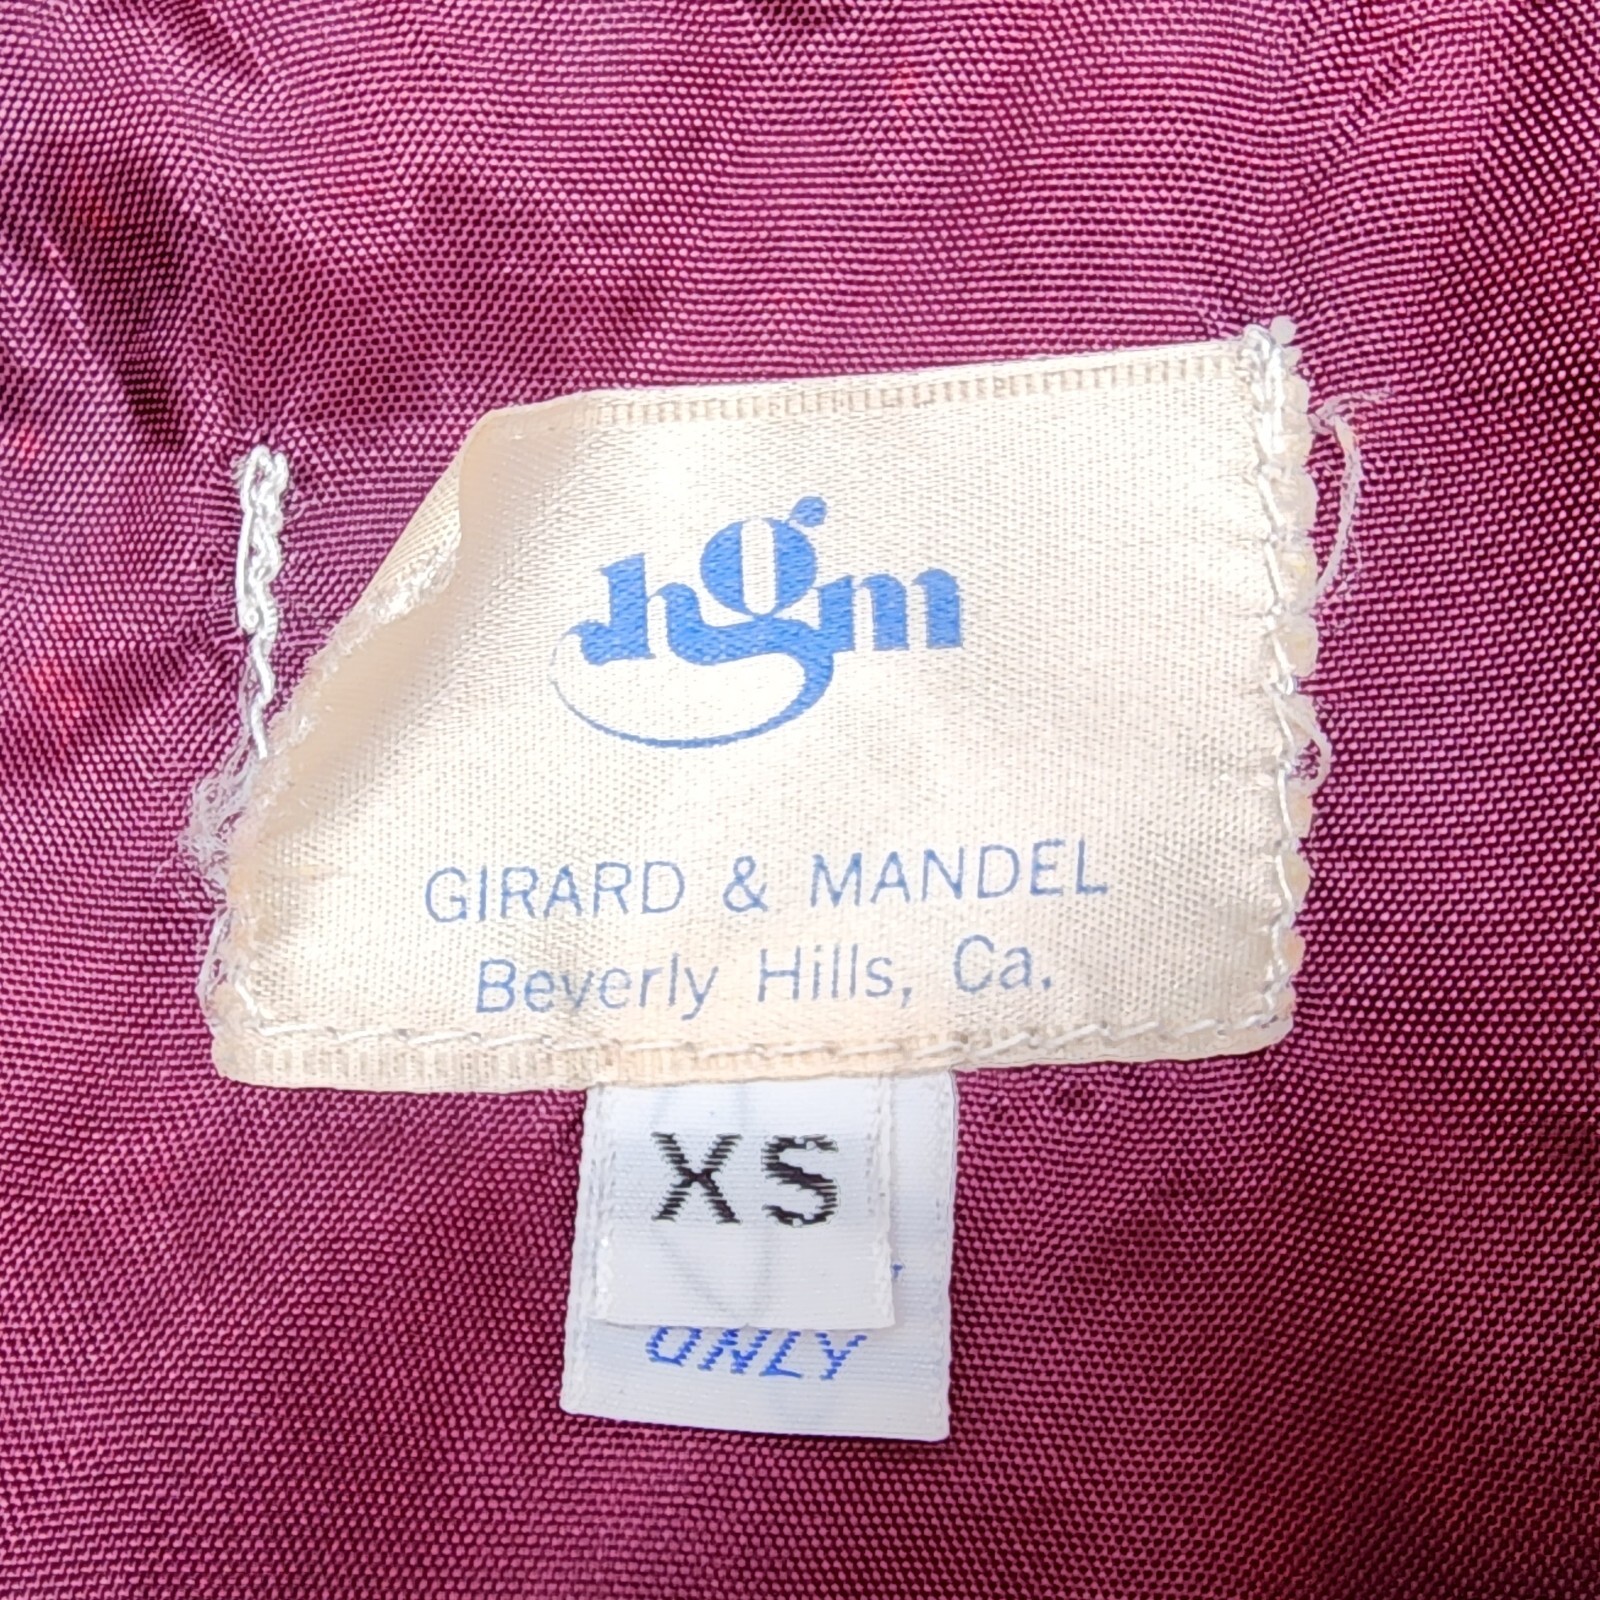 hgm
GIRARD & MANDEL
Beverly Hills, Ca.
XS
ONLY